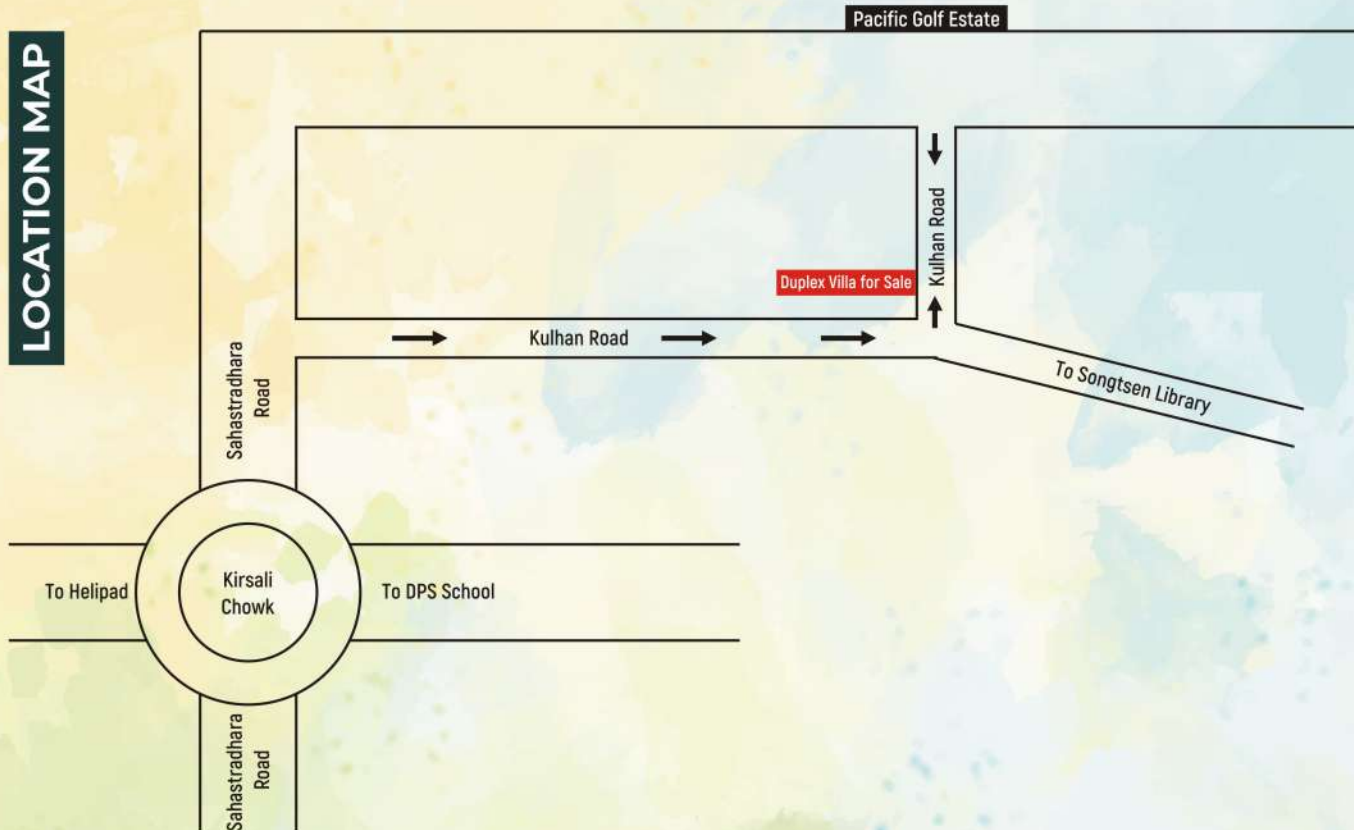 LOCATION MAP
Pacific Golf Estate
Kulhan Road
Duplex Villa for Sale
Kulhan Road
To Songtsen Library
Sahastradhara
Road
To Helipad
Kirsali
Chowk
To DPS School
Sahastradhara
Road